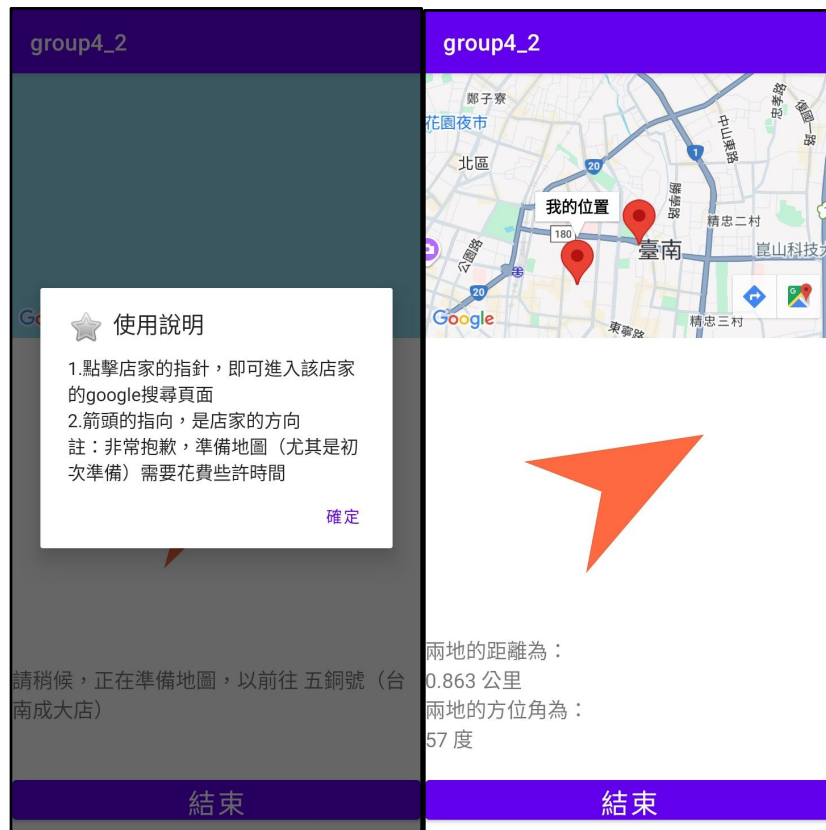 group4_2
使用說明
1.點擊店家的指針，即可進入該店家
的google搜尋頁面
2.箭頭的指向，是店家的方向
註：非常抱歉，準備地圖（尤其是初
次準備）需要花費些許時間
確定
請稍候，正在準備地圖，以前往 五銅號（台
南成大店）
結束
group4_2
鄭子寮
花園夜市
北區
20
1
中山東路
忠孝路
復國一路
勝學路
我的位置
180
臺南
精忠二村
崑山科技大
公園路
20
Google
東寧路
精忠三村
兩地的距離為：
0.863 公里
兩地的方位角為：
57 度
結束